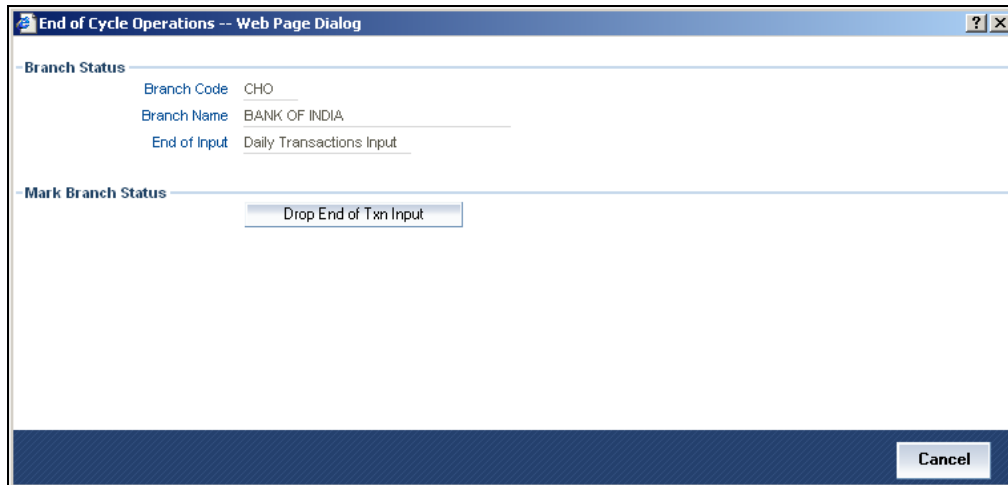 End of Cycle Operations -- Web Page Dialog
Branch Status
Branch Code CHO
Branch Name BANK OF INDIA
End of Input Daily Transactions Input
Mark Branch Status
Drop End of Txn Input
Cancel